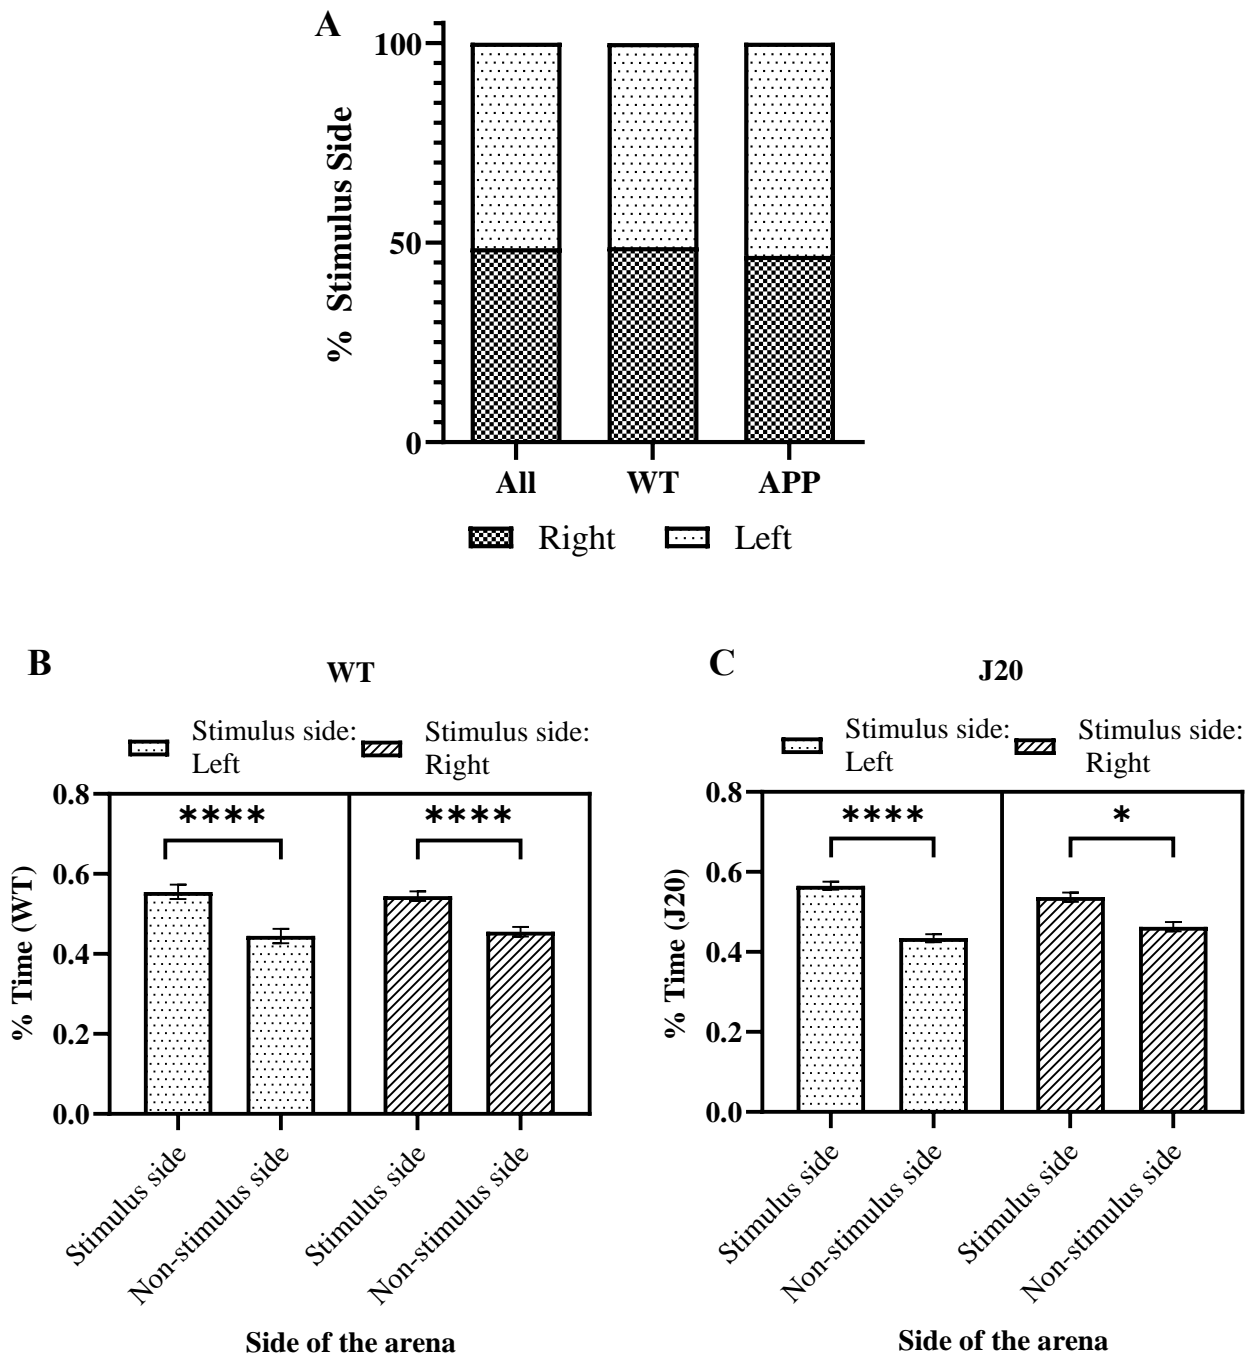 A
% Stimulus Side
100
50
0
All WT APP
Right Left
B
WT
Stimulus side:
Left
Stimulus side:
Right
% Time (WT)
0.8
0.6
0.4
0.2
0.0
****
****
Stimulus side
Non-stimulus side
Stimulus side
Non-stimulus side
Side of the arena
C
J20
Stimulus side:
Left
Stimulus side:
Right
% Time (J20)
0.8
0.6
0.4
0.2
0.0
****
*
Stimulus side
Non-stimulus side
Stimulus side
Non-stimulus side
Side of the arena